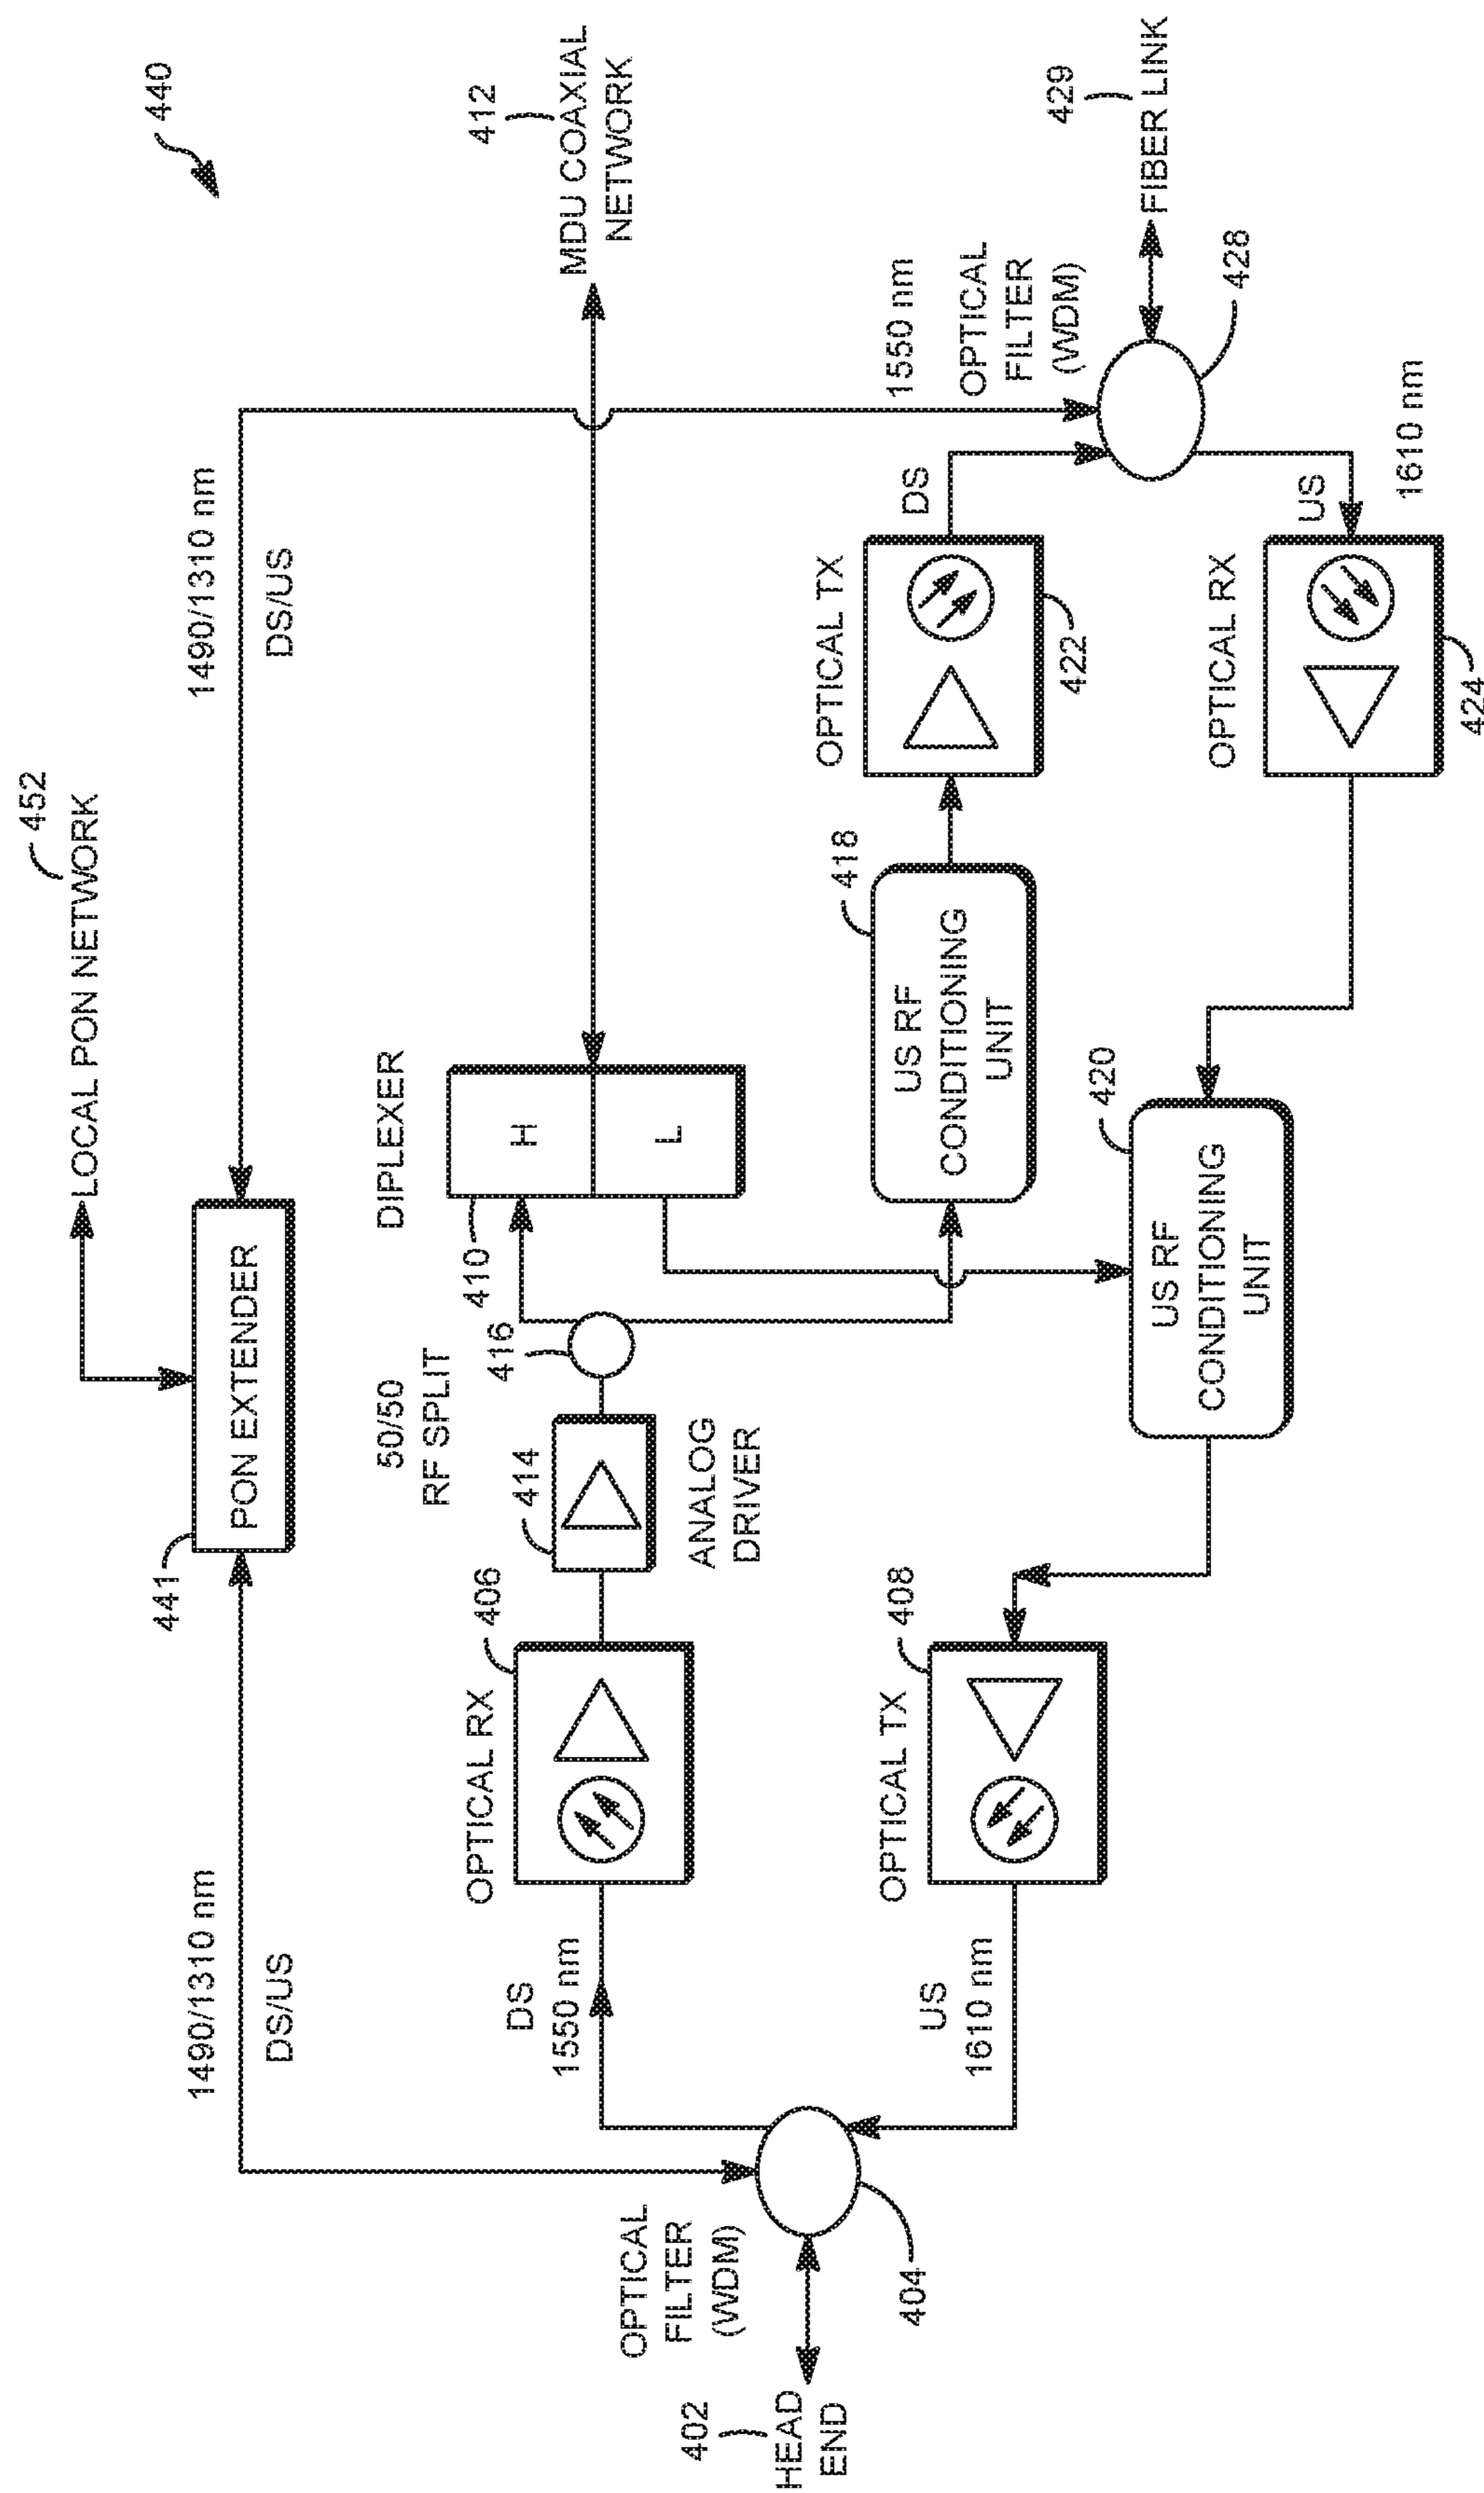 440
452
LOCAL PON NETWORK
1490/1310 nm
DS/US
441
PON EXTENDER
1490/1310 nm
DS/US
412
MDU COAXIAL
NETWORK
DIPLEXER
H
L
410
50/50
RF SPLIT
416
414
ANALOG
DRIVER
OPTICAL RX
406
DS
1550 nm
OPTICAL
FILTER
(WDM)
402
HEAD
END
404
US
1610 nm
OPTICAL TX
408
US RF
CONDITIONING
UNIT
418
OPTICAL TX
422
DS
1550 nm
OPTICAL
FILTER
(WDM)
429
FIBER LINK
428
US RF
CONDITIONING
UNIT
420
OPTICAL RX
424
US
1610 nm